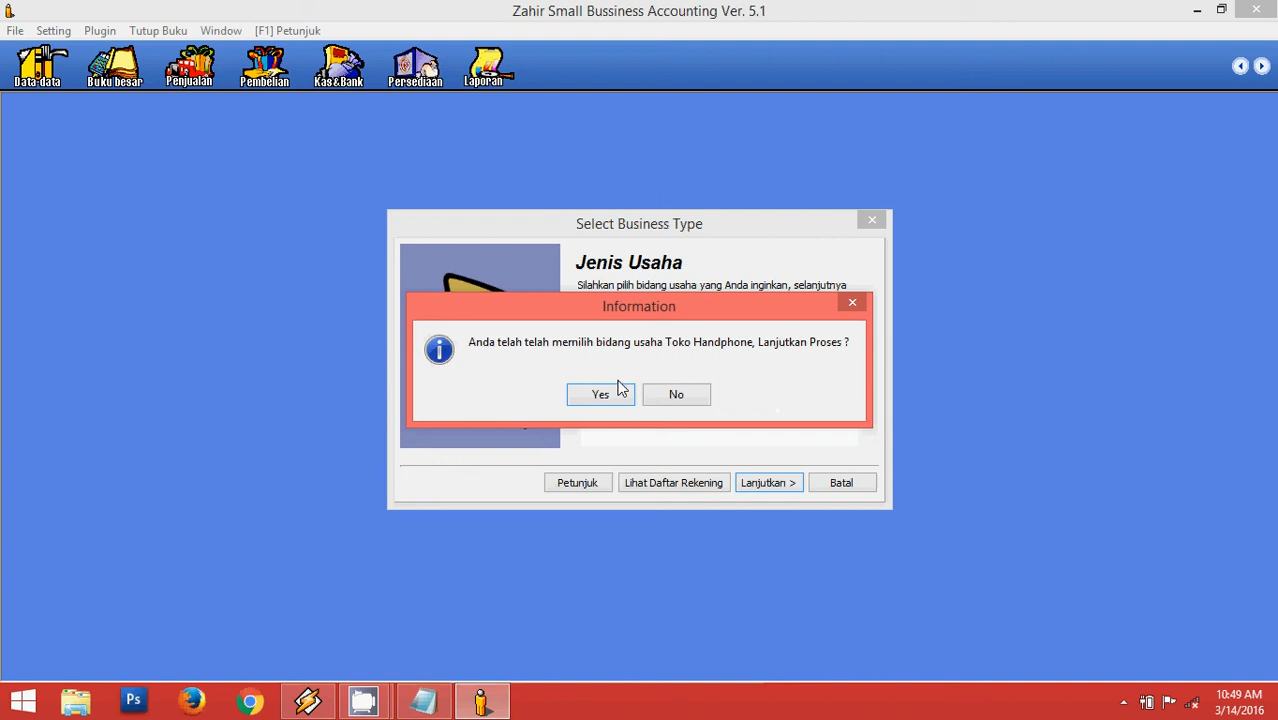 Zahir Small Bussiness Accounting Ver. 5.1
File Setting Plugin Tutup Buku Window [F1] Petunjuk
Data-data Buku besar Penjualan Pembelian Kas&Bank Persediaan Laporan
Select Business Type
Jenis Usaha
Silahkan pilih bidang usaha yang Anda inginkan, selanjutnya
Information
Anda telah telah memilih bidang usaha Toko Handphone, Lanjutkan Proses ?
Yes No
Petunjuk Lihat Daftar Rekening Lanjutkan > Batal
Ps
10:49 AM
3/14/2016